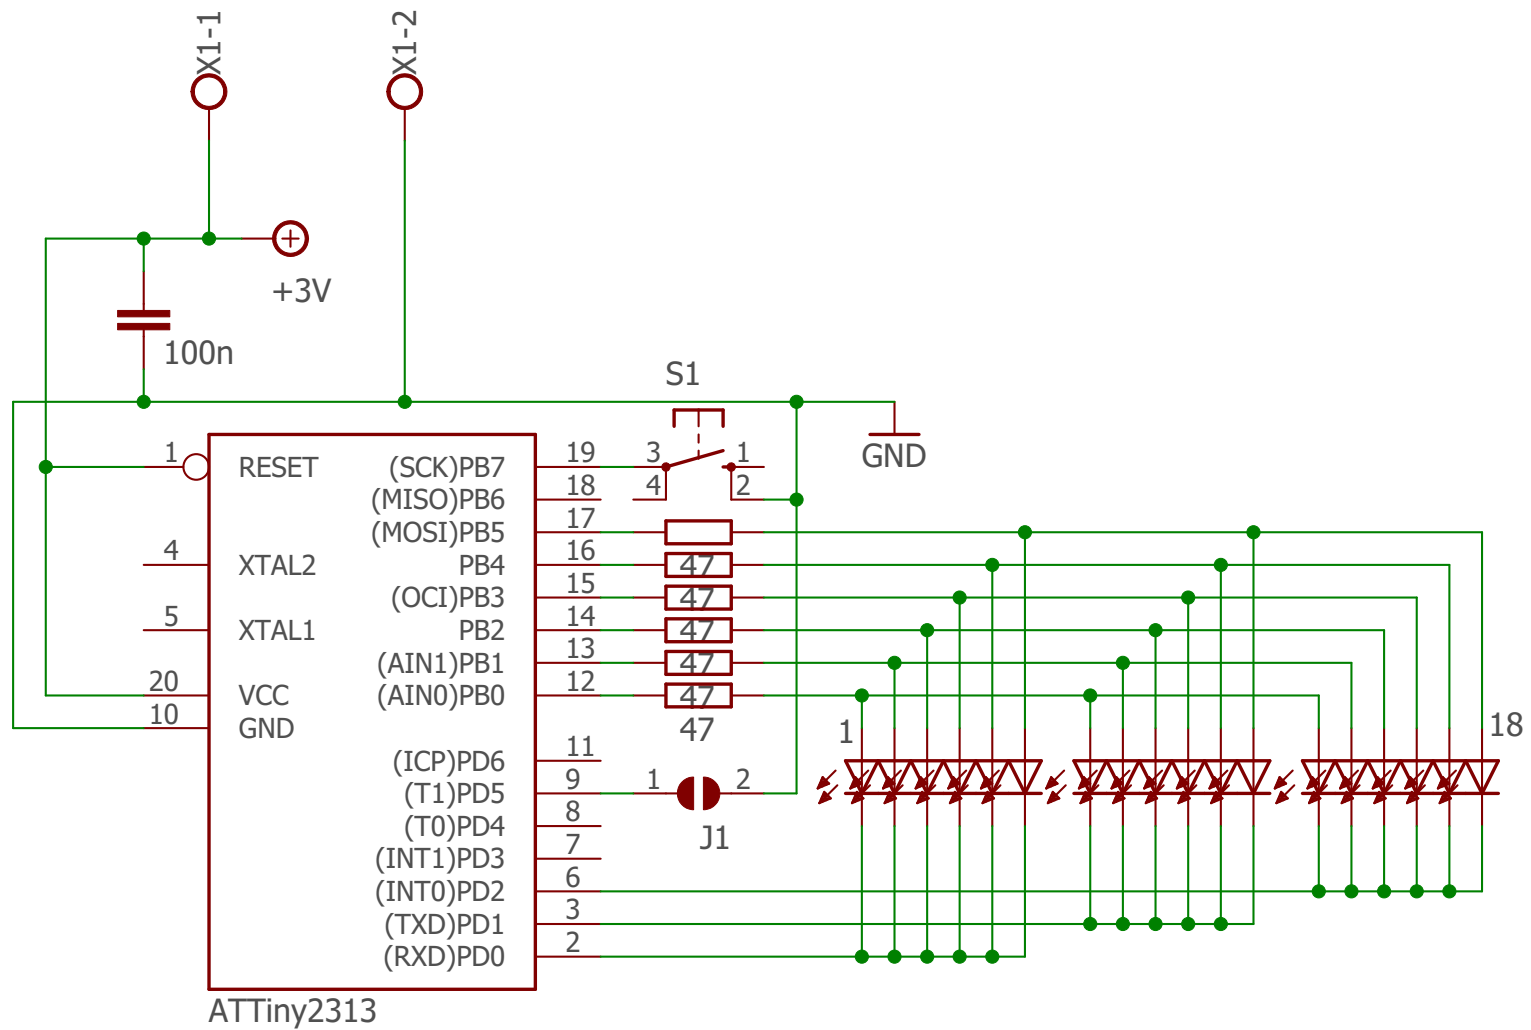 X1-1
X1-2
+3V
100n
S1
GND
1
RESET
4
XTAL2
5
XTAL1
20
VCC
10
GND
(SCK)PB7
19
3
1
(MISO)PB6
18
4
2
(MOSI)PB5
17
PB4
16
47
(OCI)PB3
15
47
PB2
14
47
(AIN1)PB1
13
47
(AIN0)PB0
12
47
47
1
18
(ICP)PD6
11
(T1)PD5
9
1
2
J1
(T0)PD4
8
(INT1)PD3
7
(INT0)PD2
6
(TXD)PD1
3
(RXD)PD0
2
ATTiny2313